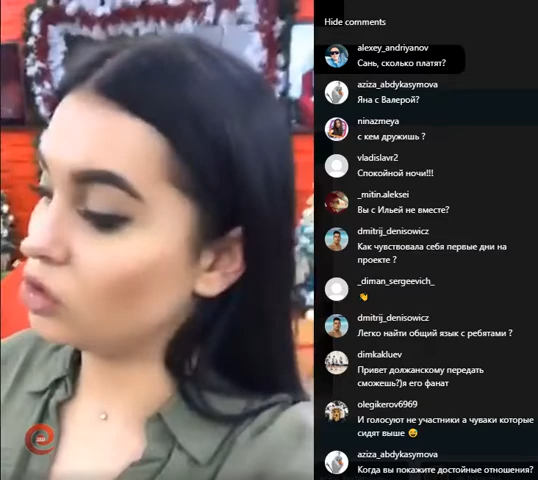 Hide comments
alexey_andriyanov
Сань, сколько платят?
aziza_abdykasymova
Яна с Валерой?
ninazmeya
с кем дружишь ?
vladislavr2
Спокойной ночи!!!
_mitin.aleksei
Вы с Ильей не вместе?
dmitrij_denisowicz
Как чувствовала себя первые дни на
проекте ?
_diman_sergeevich_
👏
dmitrij_denisowicz
Легко найти общий язык с ребятами ?
dimkakluev
Привет должанскому передать
сможешь?)я его фанат
olegikerov6969
И голосуют не участники а чуваки которые
сидят выше 😅
aziza_abdykasymova
Когда вы покажите достойные отношения?